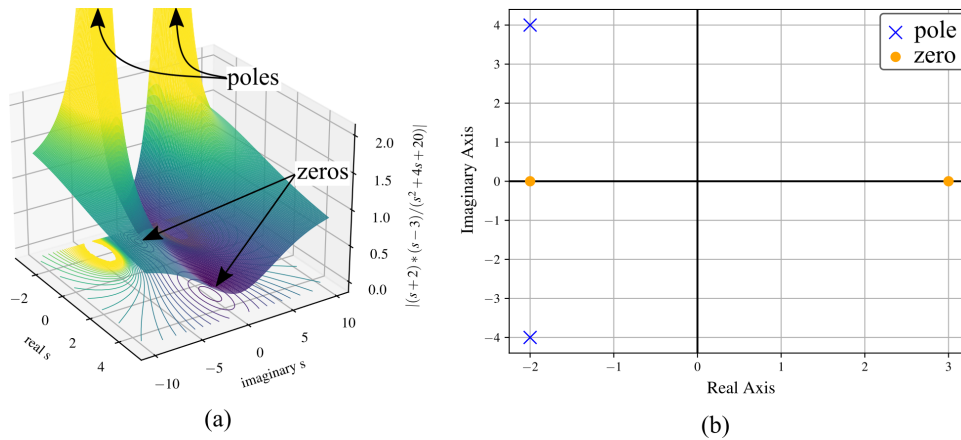 poles
zeros
2.0
1.5
1.0
0.5
0.0
|(s + 2) * (s − 3)/(s² + 4s + 20)|
−2
0
2
4
real s
−10
−5
0
5
10
imaginary s
(a)
pole
zero
4
3
2
1
0
−1
−2
−3
−4
Imaginary Axis
−2
−1
0
1
2
3
Real Axis
(b)